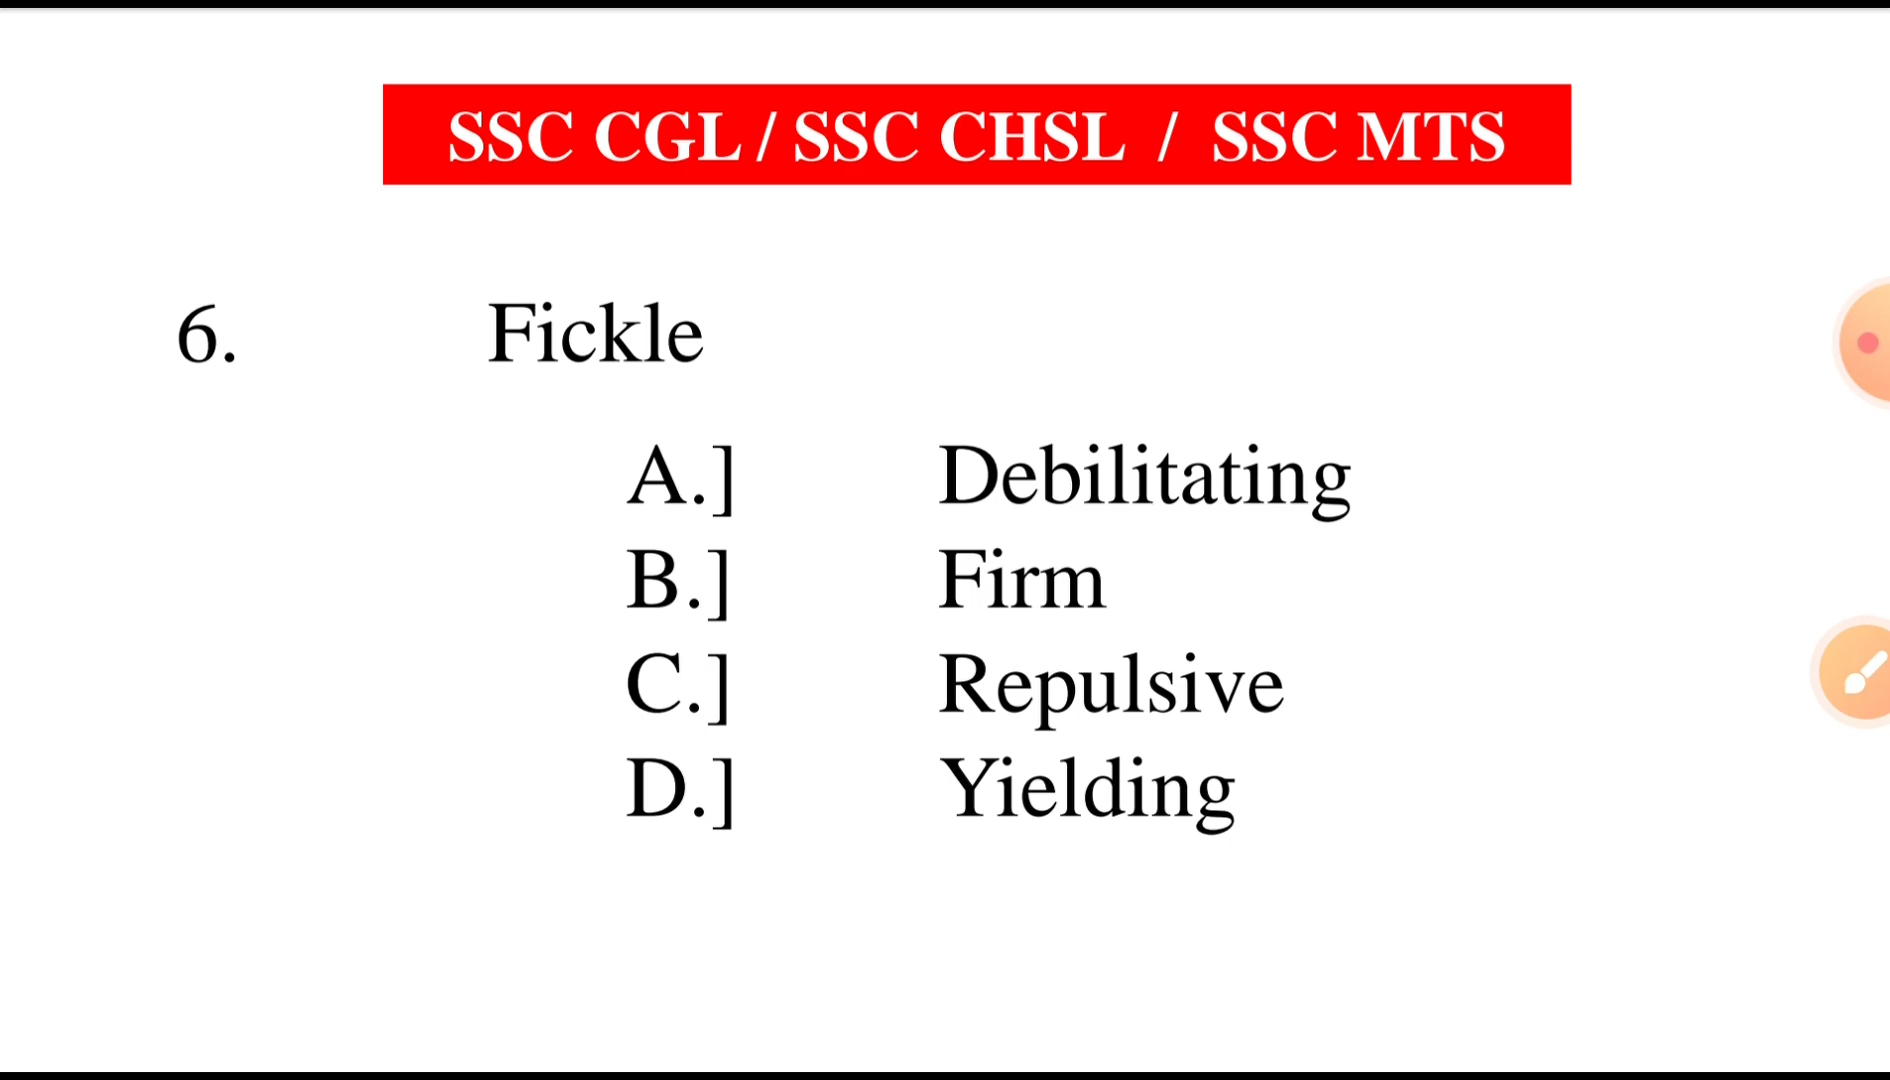 SSC CGL / SSC CHSL / SSC MTS
6. Fickle
A.] Debilitating
B.] Firm
C.] Repulsive
D.] Yielding